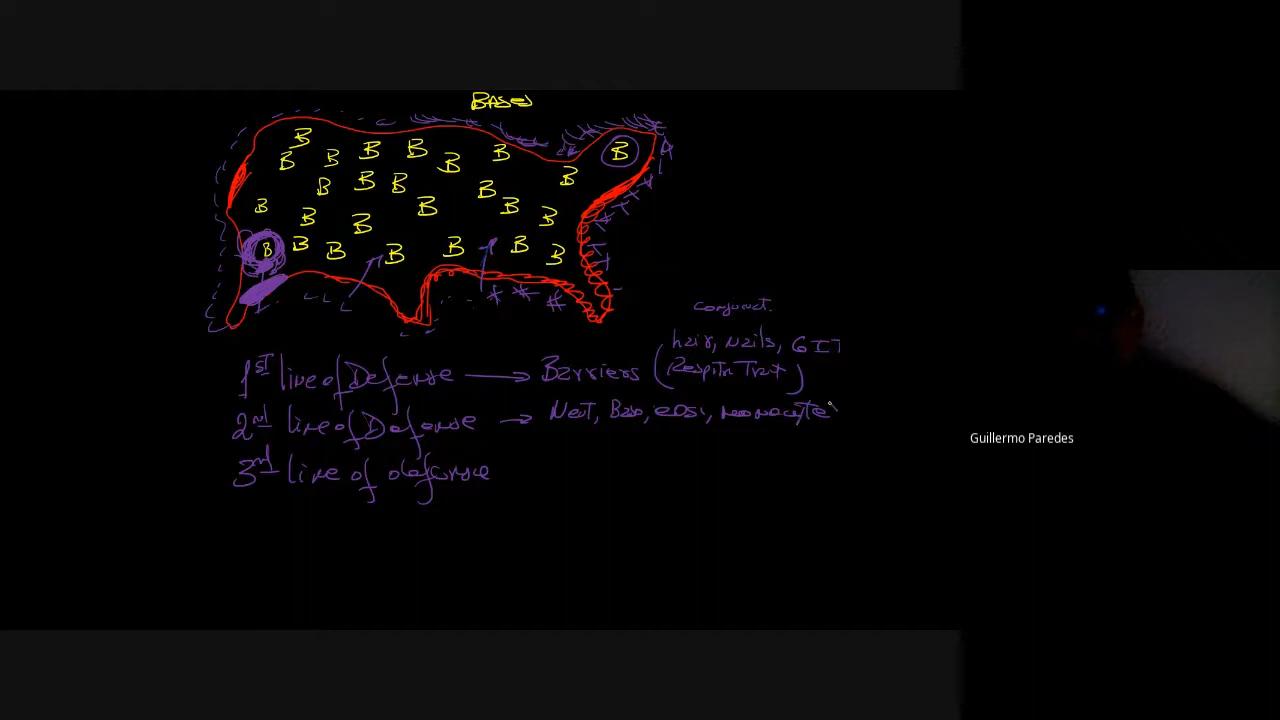 BASES
B
B B B B B B B
B B B B B B
B B B B
B B B
B B B B B B B
conjunct.
hair, nails, GIT
1st line of Defense → Barriers (Respira Tract)
2nd line of Defense → Neut, Baso, eosi, monocyte
3rd line of defense
Guillermo Paredes